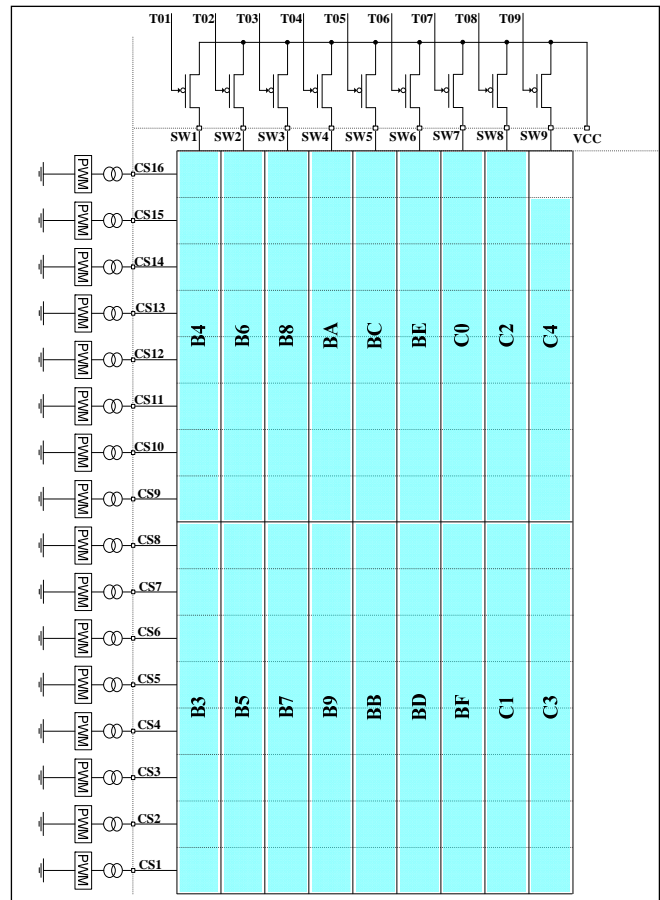 T01 T02 T03 T04 T05 T06 T07 T08 T09
SW1 SW2 SW3 SW4 SW5 SW6 SW7 SW8 SW9 VCC
PWM CS16
PWM CS15
PWM CS14
PWM CS13
B4 B6 B8 BA BC BE C0 C2 C4
PWM CS12
PWM CS11
PWM CS10
PWM CS9
PWM CS8
PWM CS7
PWM CS6
PWM CS5
B3 B5 B7 B9 BB BD BF C1 C3
PWM CS4
PWM CS3
PWM CS2
PWM CS1